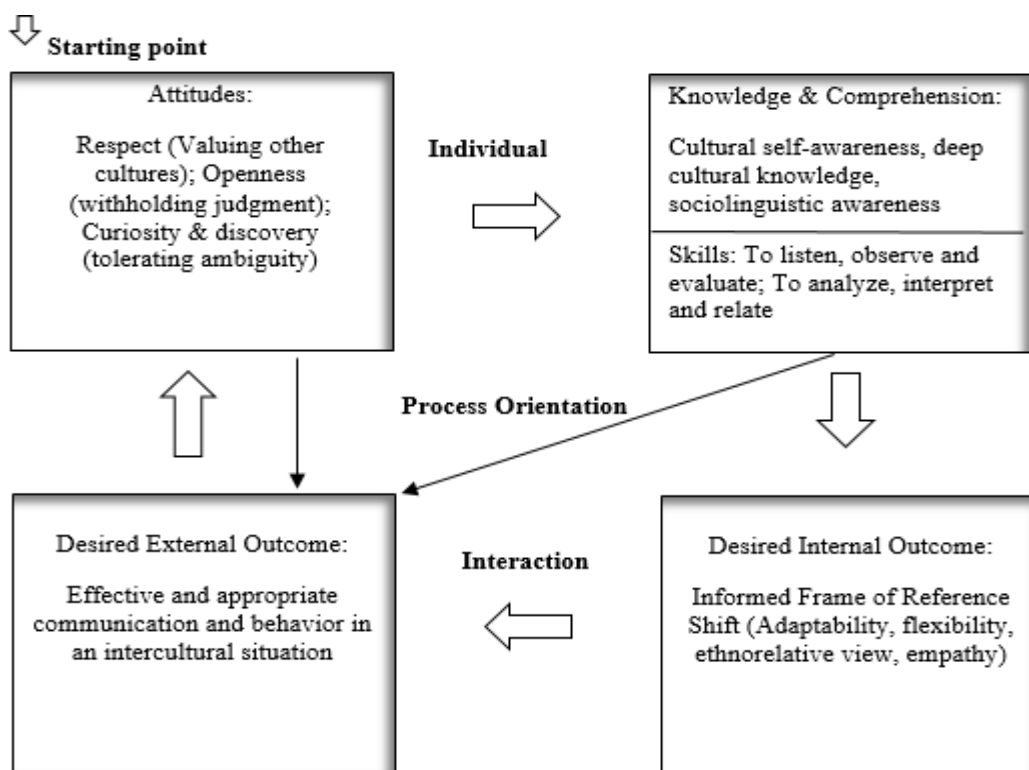 Starting point
Attitudes:
Respect (Valuing other
cultures); Openness
(withholding judgment);
Curiosity & discovery
(tolerating ambiguity)
Individual
Knowledge & Comprehension:
Cultural self-awareness, deep
cultural knowledge,
sociolinguistic awareness
Skills: To listen, observe and
evaluate; To analyze, interpret
and relate
Process Orientation
Desired External Outcome:
Effective and appropriate
communication and behavior in
an intercultural situation
Interaction
Desired Internal Outcome:
Informed Frame of Reference
Shift (Adaptability, flexibility,
ethnorelative view, empathy)